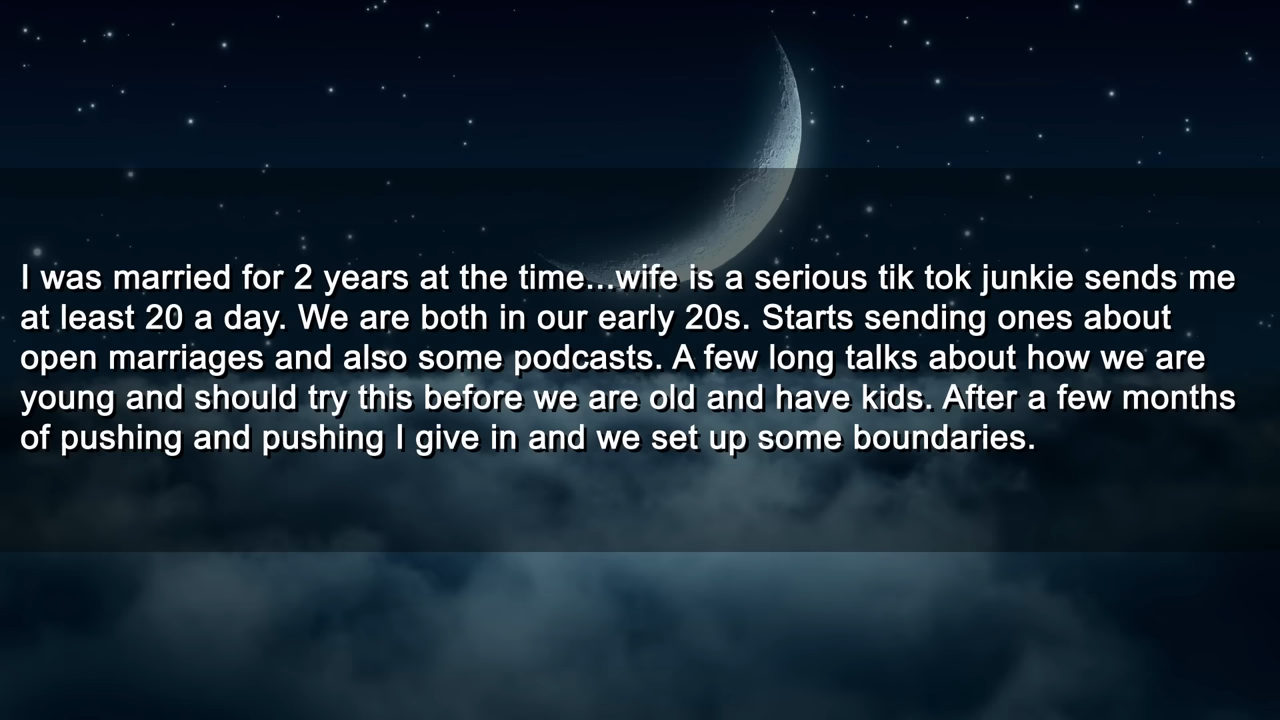 I was married for 2 years at the time...wife is a serious tik tok junkie sends me
at least 20 a day. We are both in our early 20s. Starts sending ones about
open marriages and also some podcasts. A few long talks about how we are
young and should try this before we are old and have kids. After a few months
of pushing and pushing I give in and we set up some boundaries.